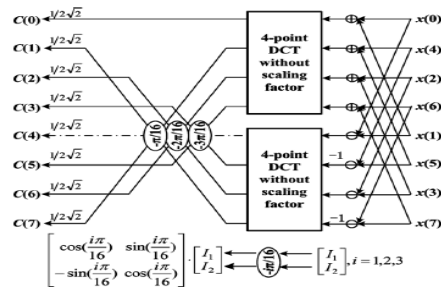 C(0) 1/2√2 4-point DCT without scaling factor x(0)
C(1) 1/2√2 x(4)
C(2) 1/2√2 x(2)
C(3) 1/2√2 x(6)
C(4) 1/2√2 -π/16 -2π/16 -3π/16 4-point DCT without scaling factor x(1)
C(5) 1/2√2 -1 x(5)
C(6) 1/2√2 x(3)
C(7) 1/2√2 -1 x(7)
[cos(iπ/16) sin(iπ/16)
-sin(iπ/16) cos(iπ/16)] · [I₁ I₂] -iπ/16 [I₁ I₂], i = 1,2,3